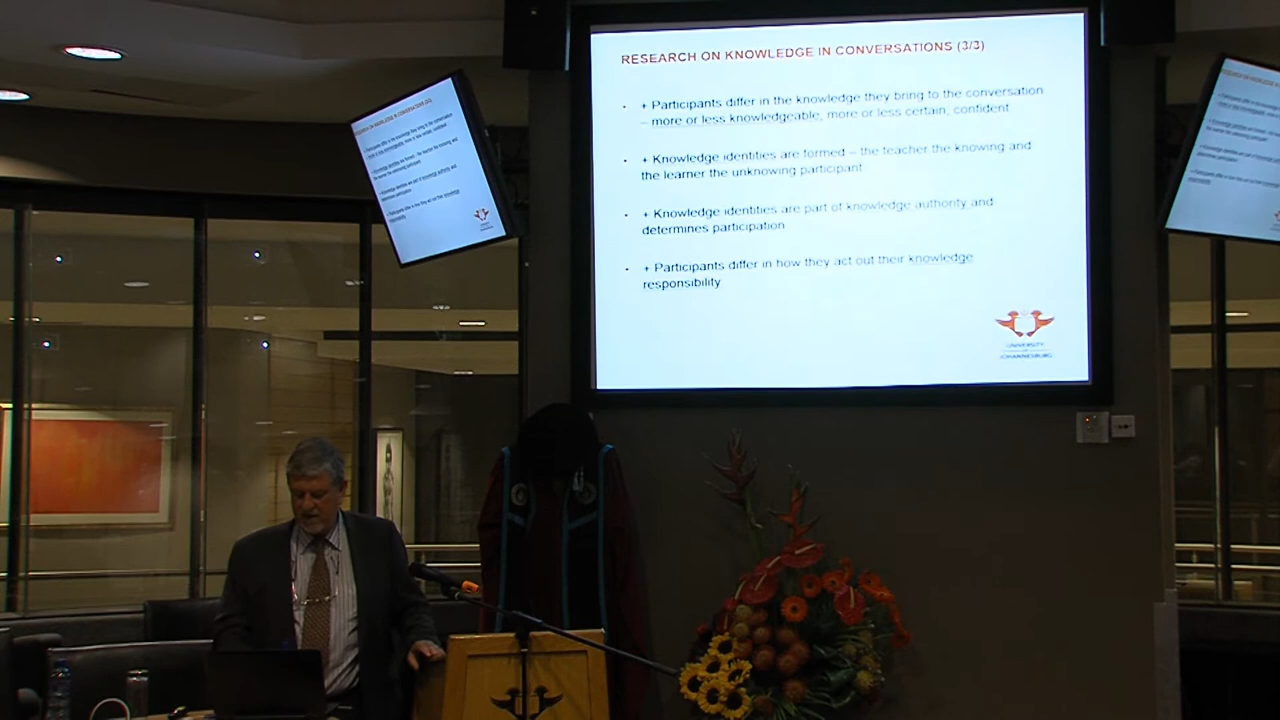 RESEARCH ON KNOWLEDGE IN CONVERSATIONS (3/3)
+ Participants differ in the knowledge they bring to the conversation
– more or less knowledgeable, more or less certain, confident
+ Knowledge identities are formed – the teacher the knowing and
the learner the unknowing participant
+ Knowledge identities are part of knowledge authority and
determines participation
+ Participants differ in how they act out their knowledge
responsibility
UNIVERSITY
OF
JOHANNESBURG